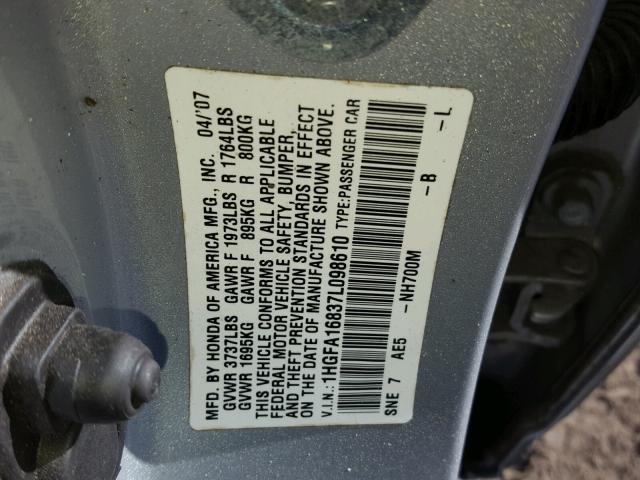 MFD. BY HONDA OF AMERICA MFG., INC. 04/'07
GVWR 3737LBS GAWR F 1973LBS R 1764LBS
GVWR 1695KG GAWR F 895KG R 800KG
THIS VEHICLE CONFORMS TO ALL APPLICABLE
FEDERAL MOTOR VEHICLE SAFETY, BUMPER,
AND THEFT PREVENTION STANDARDS IN EFFECT
ON THE DATE OF MANUFACTURE SHOWN ABOVE.
V.I.N.:1HGFA16837L098610 TYPE:PASSENGER CAR
SME 7 AE5 -NH700M -B -L